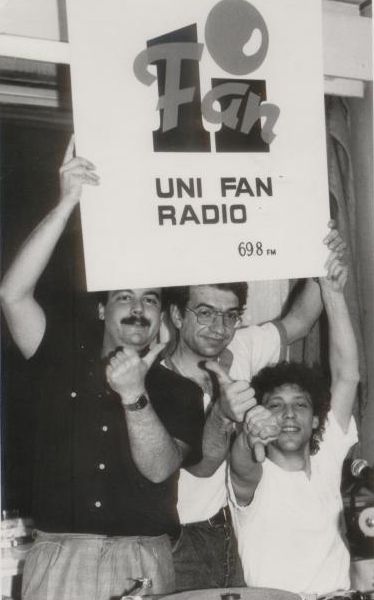 Fan
UNI FAN
RADIO
69.8 FM